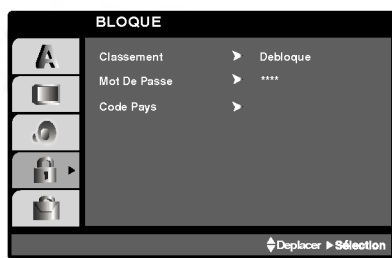 BLOQUE
A
Classement Debloque
Mot De Passe ****
Code Pays
Deplacer Sélection